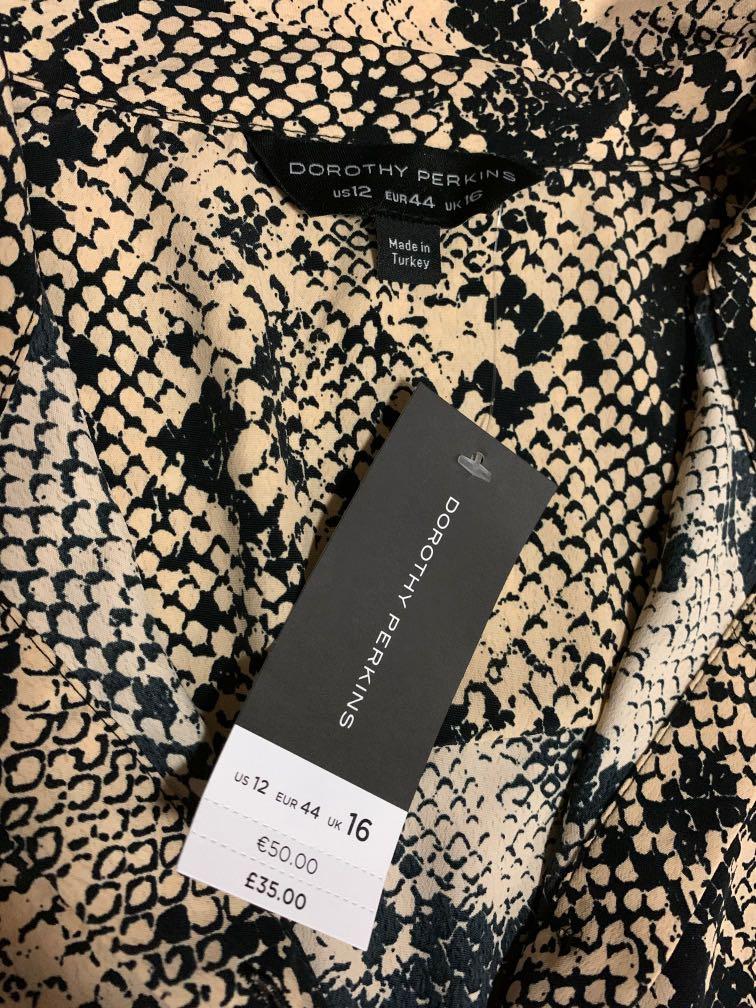 DOROTHY PERKINS
US12 EUR44 UK16
Made in
Turkey
DOROTHY PERKINS
US 12 EUR 44 UK 16
€50.00
£35.00